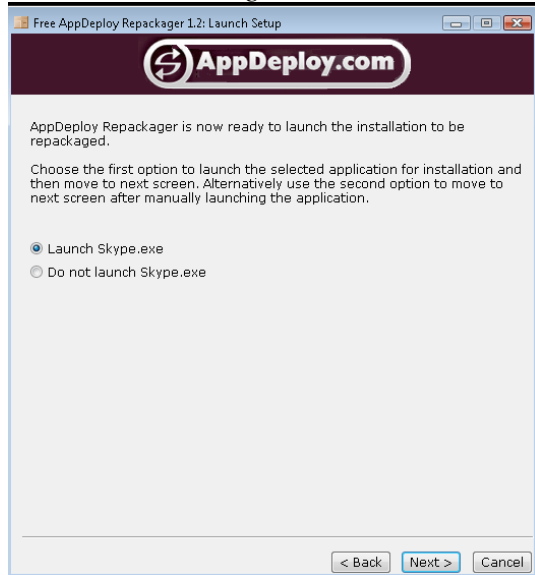 Free AppDeploy Repackager 1.2: Launch Setup
AppDeploy.com
AppDeploy Repackager is now ready to launch the installation to be
repackaged.
Choose the first option to launch the selected application for installation and
then move to next screen. Alternatively use the second option to move to
next screen after manually launching the application.
Launch Skype.exe
Do not launch Skype.exe
< Back Next > Cancel